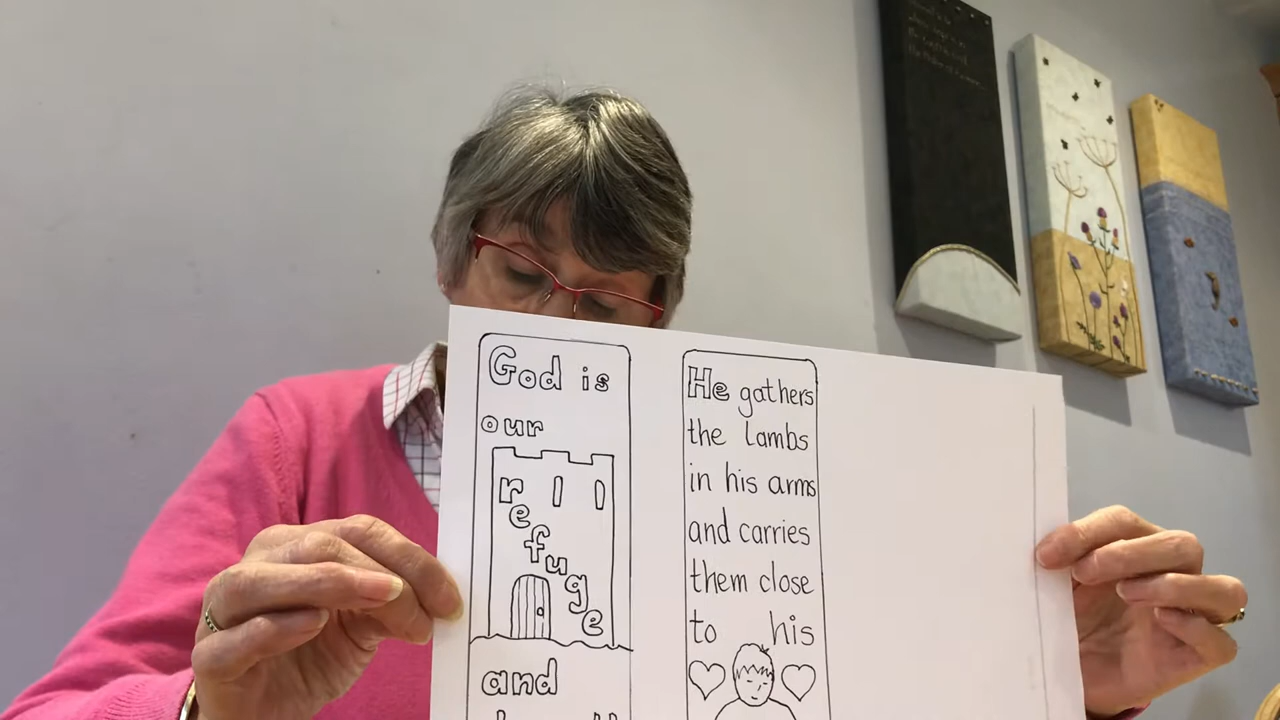 God is
our
refuge
and
He gathers
the lambs
in his arms
and carries
them close
to his